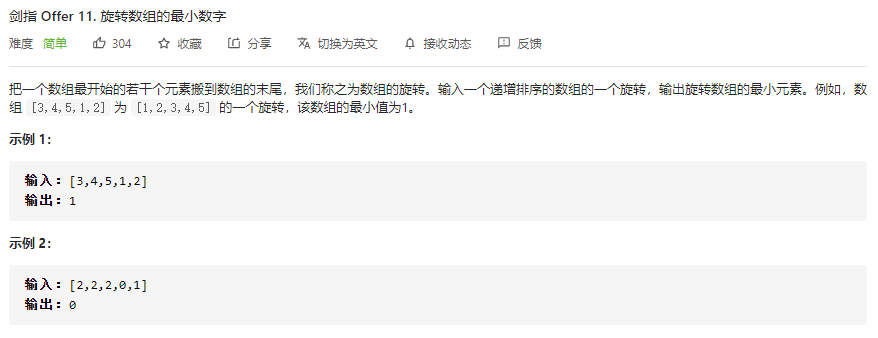 剑指 Offer 11. 旋转数组的最小数字
难度 简单 304 收藏 分享 切换为英文 接收动态 反馈
把一个数组最开始的若干个元素搬到数组的末尾，我们称之为数组的旋转。输入一个递增排序的数组的一个旋转，输出旋转数组的最小元素。例如，数
组 [3,4,5,1,2] 为 [1,2,3,4,5] 的一个旋转，该数组的最小值为1。
示例 1：
输入：[3,4,5,1,2]
输出：1
示例 2：
输入：[2,2,2,0,1]
输出：0